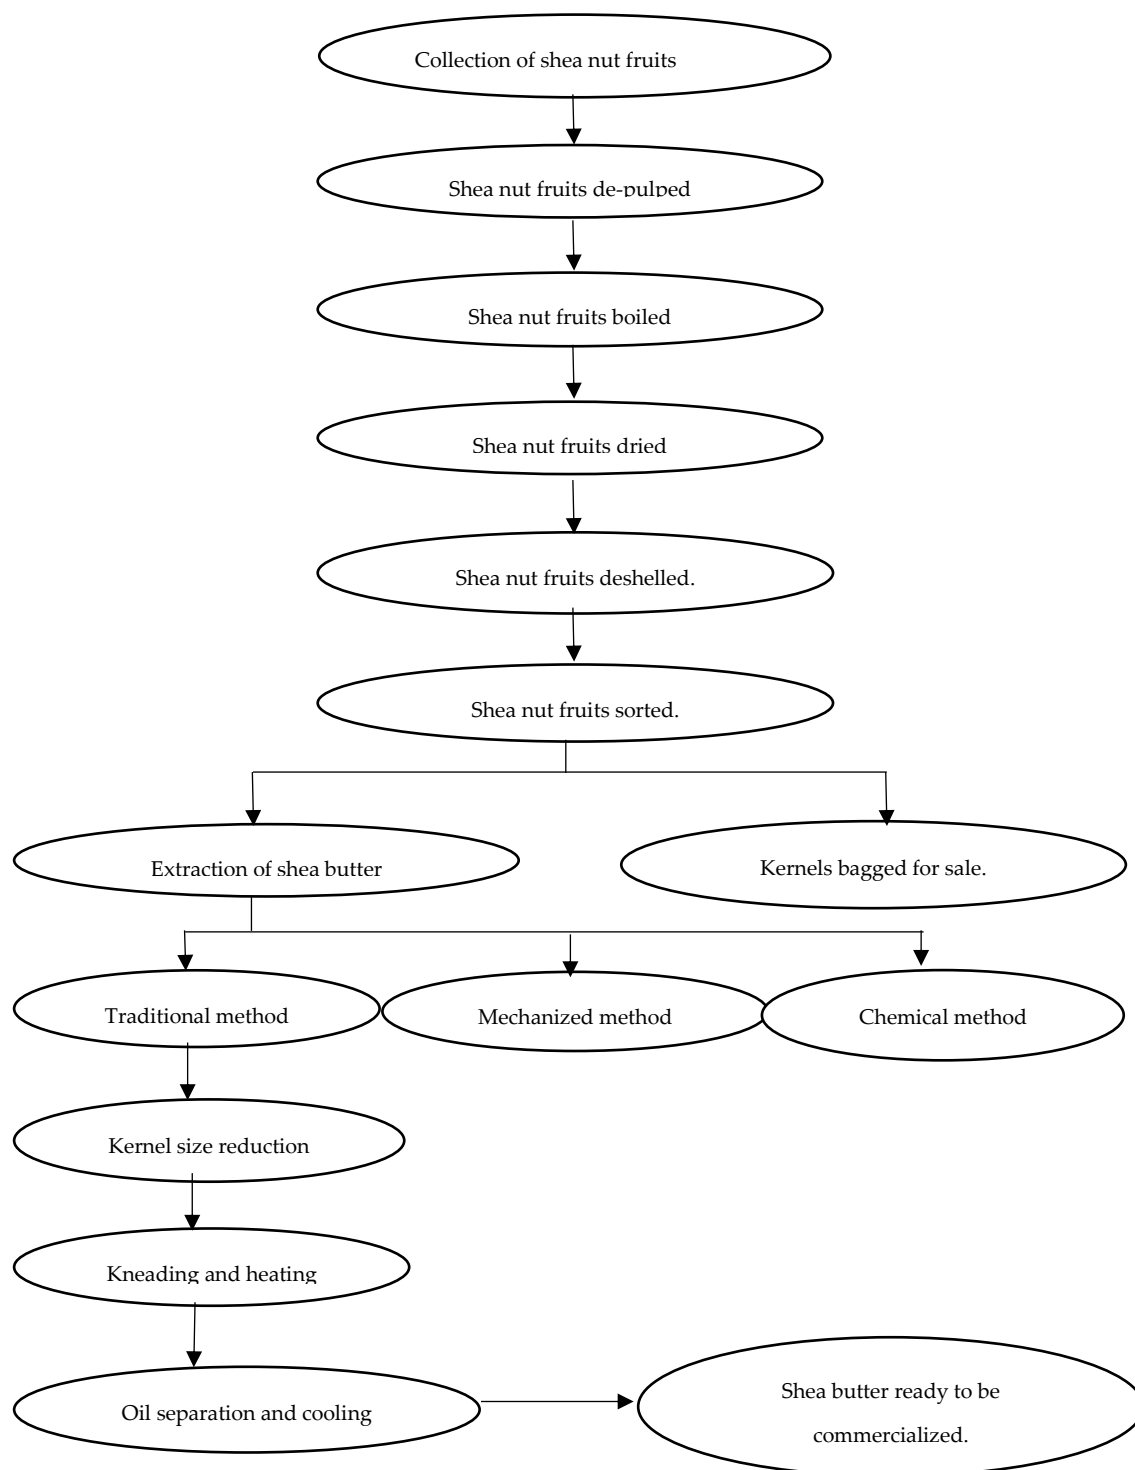 Collection of shea nut fruits
Shea nut fruits de-pulped
Shea nut fruits boiled
Shea nut fruits dried
Shea nut fruits deshelled.
Shea nut fruits sorted.
Extraction of shea butter
Kernels bagged for sale.
Traditional method
Mechanized method
Chemical method
Kernel size reduction
Kneading and heating
Oil separation and cooling
Shea butter ready to be
commercialized.